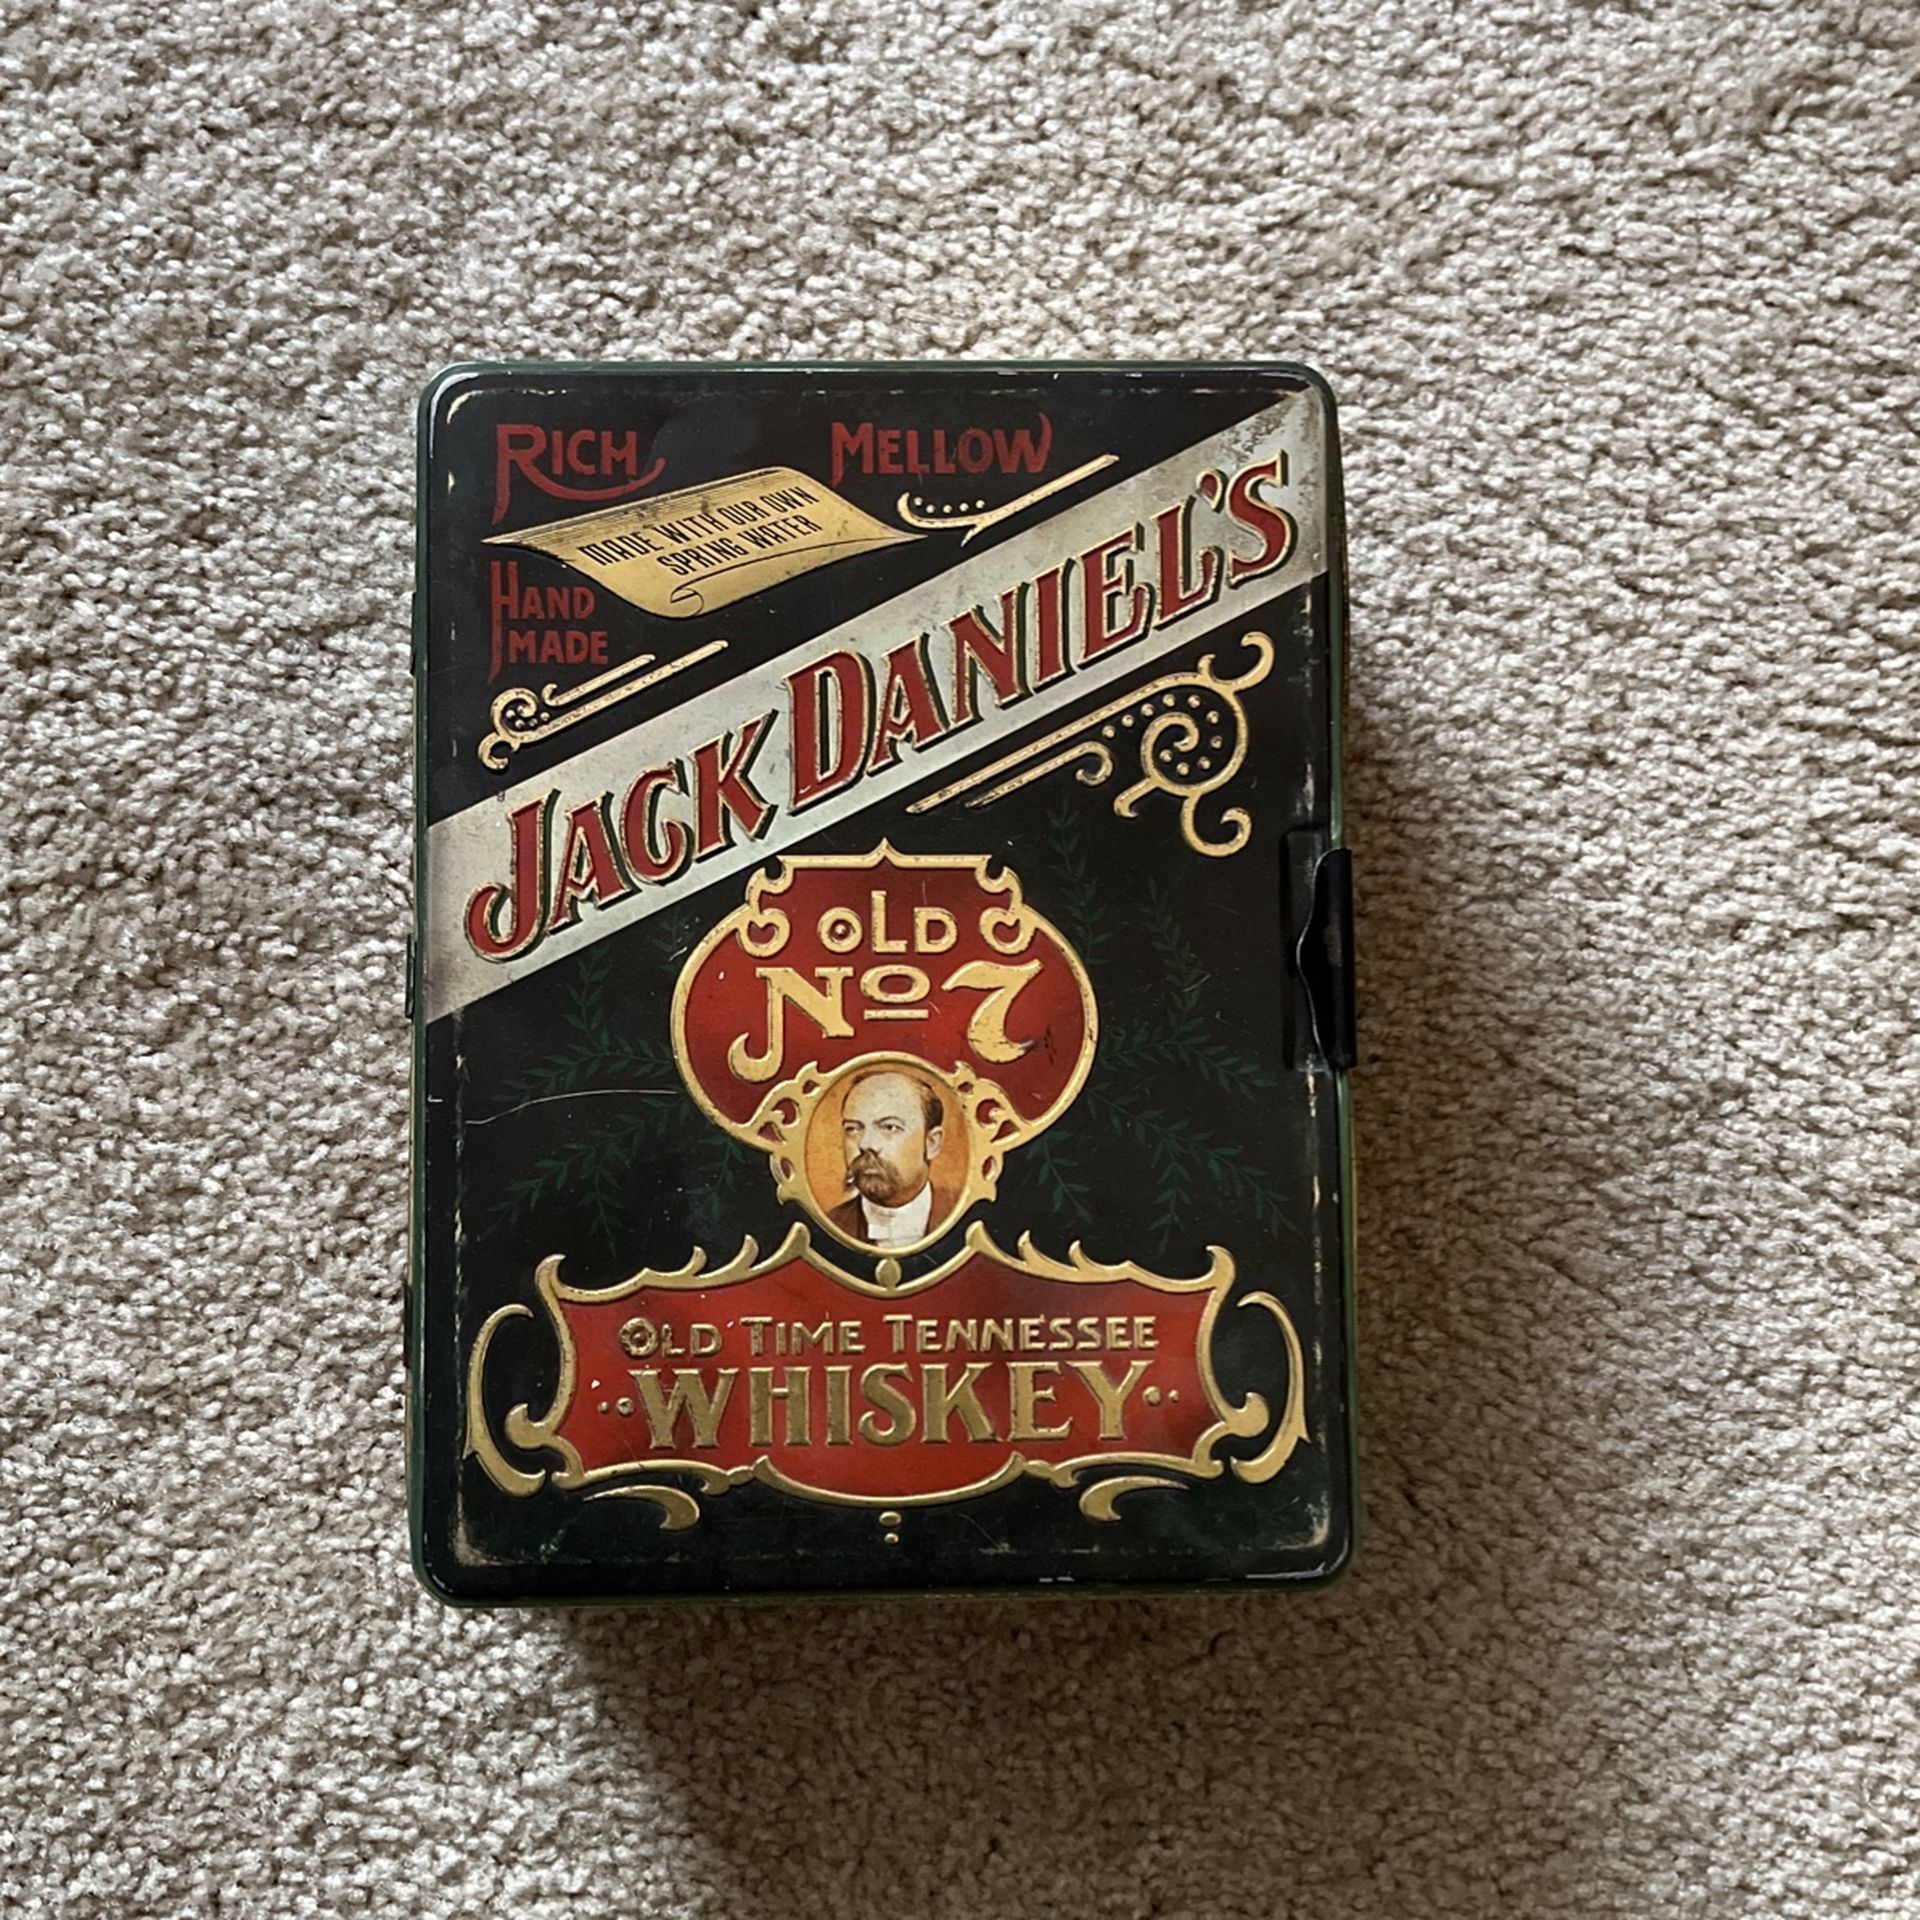 RICH
MELLOW
MADE WITH OUR OWN
SPRING WATER
HAND
MADE
JACK DANIEL'S
OLD
No 7
OLD TIME TENNESSEE
WHISKEY